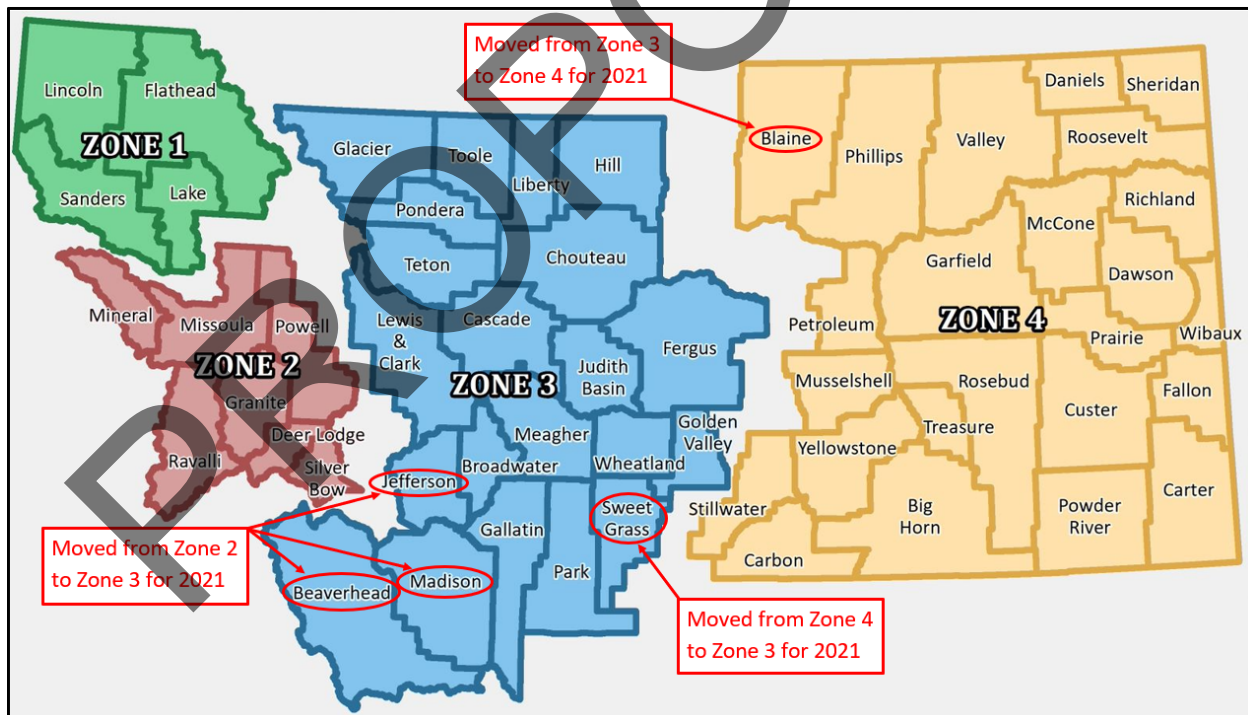 Moved from Zone 3
to Zone 4 for 2021
Lincoln
Flathead
ZONE 1
Sanders
Lake
Mineral
Missoula
Powell
ZONE 2
Granite
Deer Lodge
Ravalli
Silver
Bow
Glacier
Toole
Liberty
Hill
Pondera
Teton
Chouteau
Lewis
&
Clark
Cascade
Judith
Basin
Fergus
ZONE 3
Meagher
Golden
Valley
Broadwater
Wheatland
Jefferson
Gallatin
Sweet
Grass
Park
Beaverhead
Madison
Moved from Zone 2
to Zone 3 for 2021
Moved from Zone 4
to Zone 3 for 2021
Blaine
Phillips
Valley
Daniels
Sheridan
Roosevelt
Richland
McCone
Garfield
Dawson
Petroleum
ZONE 4
Prairie
Wibaux
Musselshell
Rosebud
Fallon
Custer
Treasure
Yellowstone
Stillwater
Big
Horn
Powder
River
Carter
Carbon